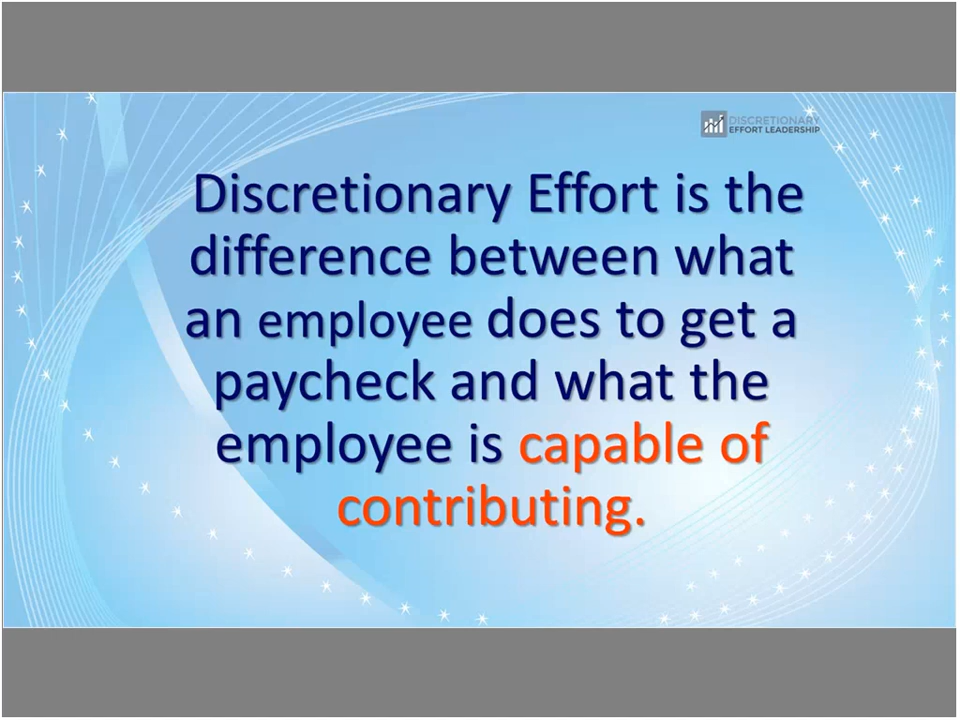 DISCRETIONARY
EFFORT LEADERSHIP
Discretionary Effort is the
difference between what
an employee does to get a
paycheck and what the
employee is capable of
contributing.